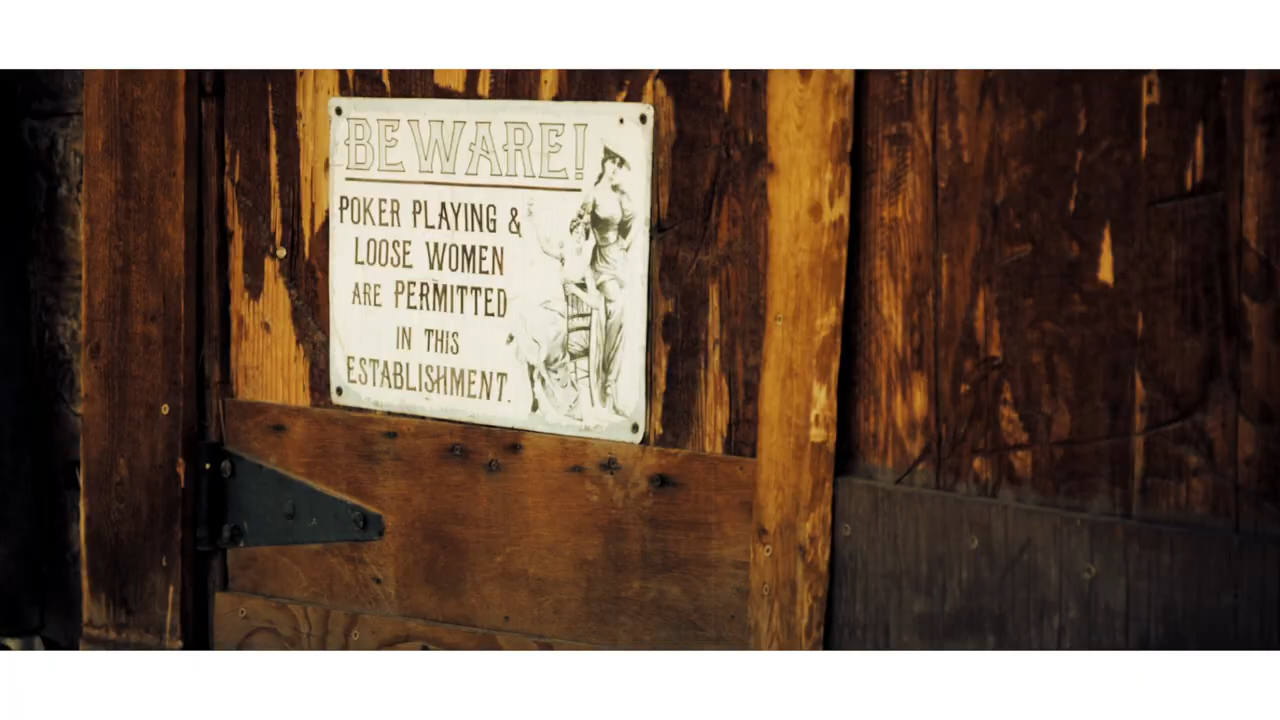 BEWARE!
POKER PLAYING &
LOOSE WOMEN
ARE PERMITTED
IN THIS
ESTABLISHMENT.